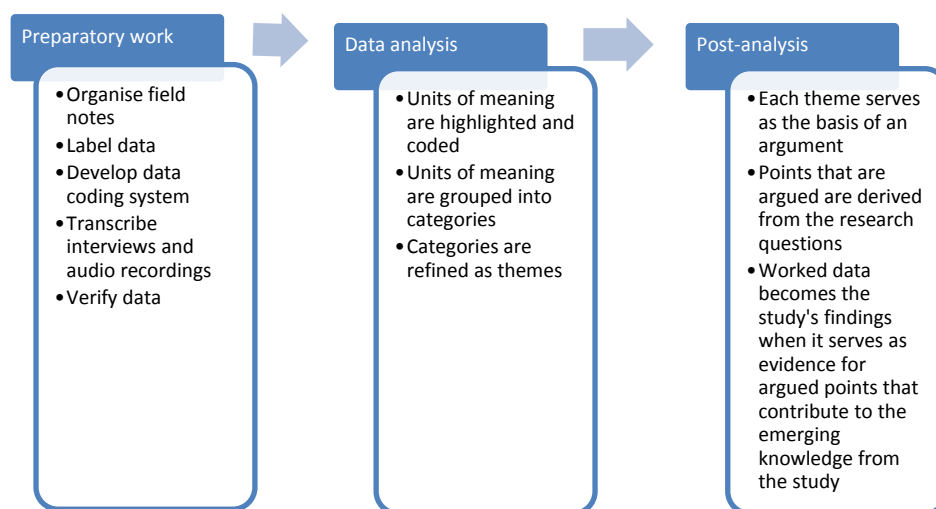 Preparatory work
•Organise field
notes
•Label data
•Develop data
coding system
•Transcribe
interviews and
audio recordings
•Verify data
Data analysis
•Units of meaning
are highlighted and
coded
•Units of meaning
are grouped into
categories
•Categories are
refined as themes
Post-analysis
•Each theme serves
as the basis of an
argument
•Points that are
argued are derived
from the research
questions
•Worked data
becomes the
study's findings
when it serves as
evidence for
argued points that
contribute to the
emerging
knowledge from
the study